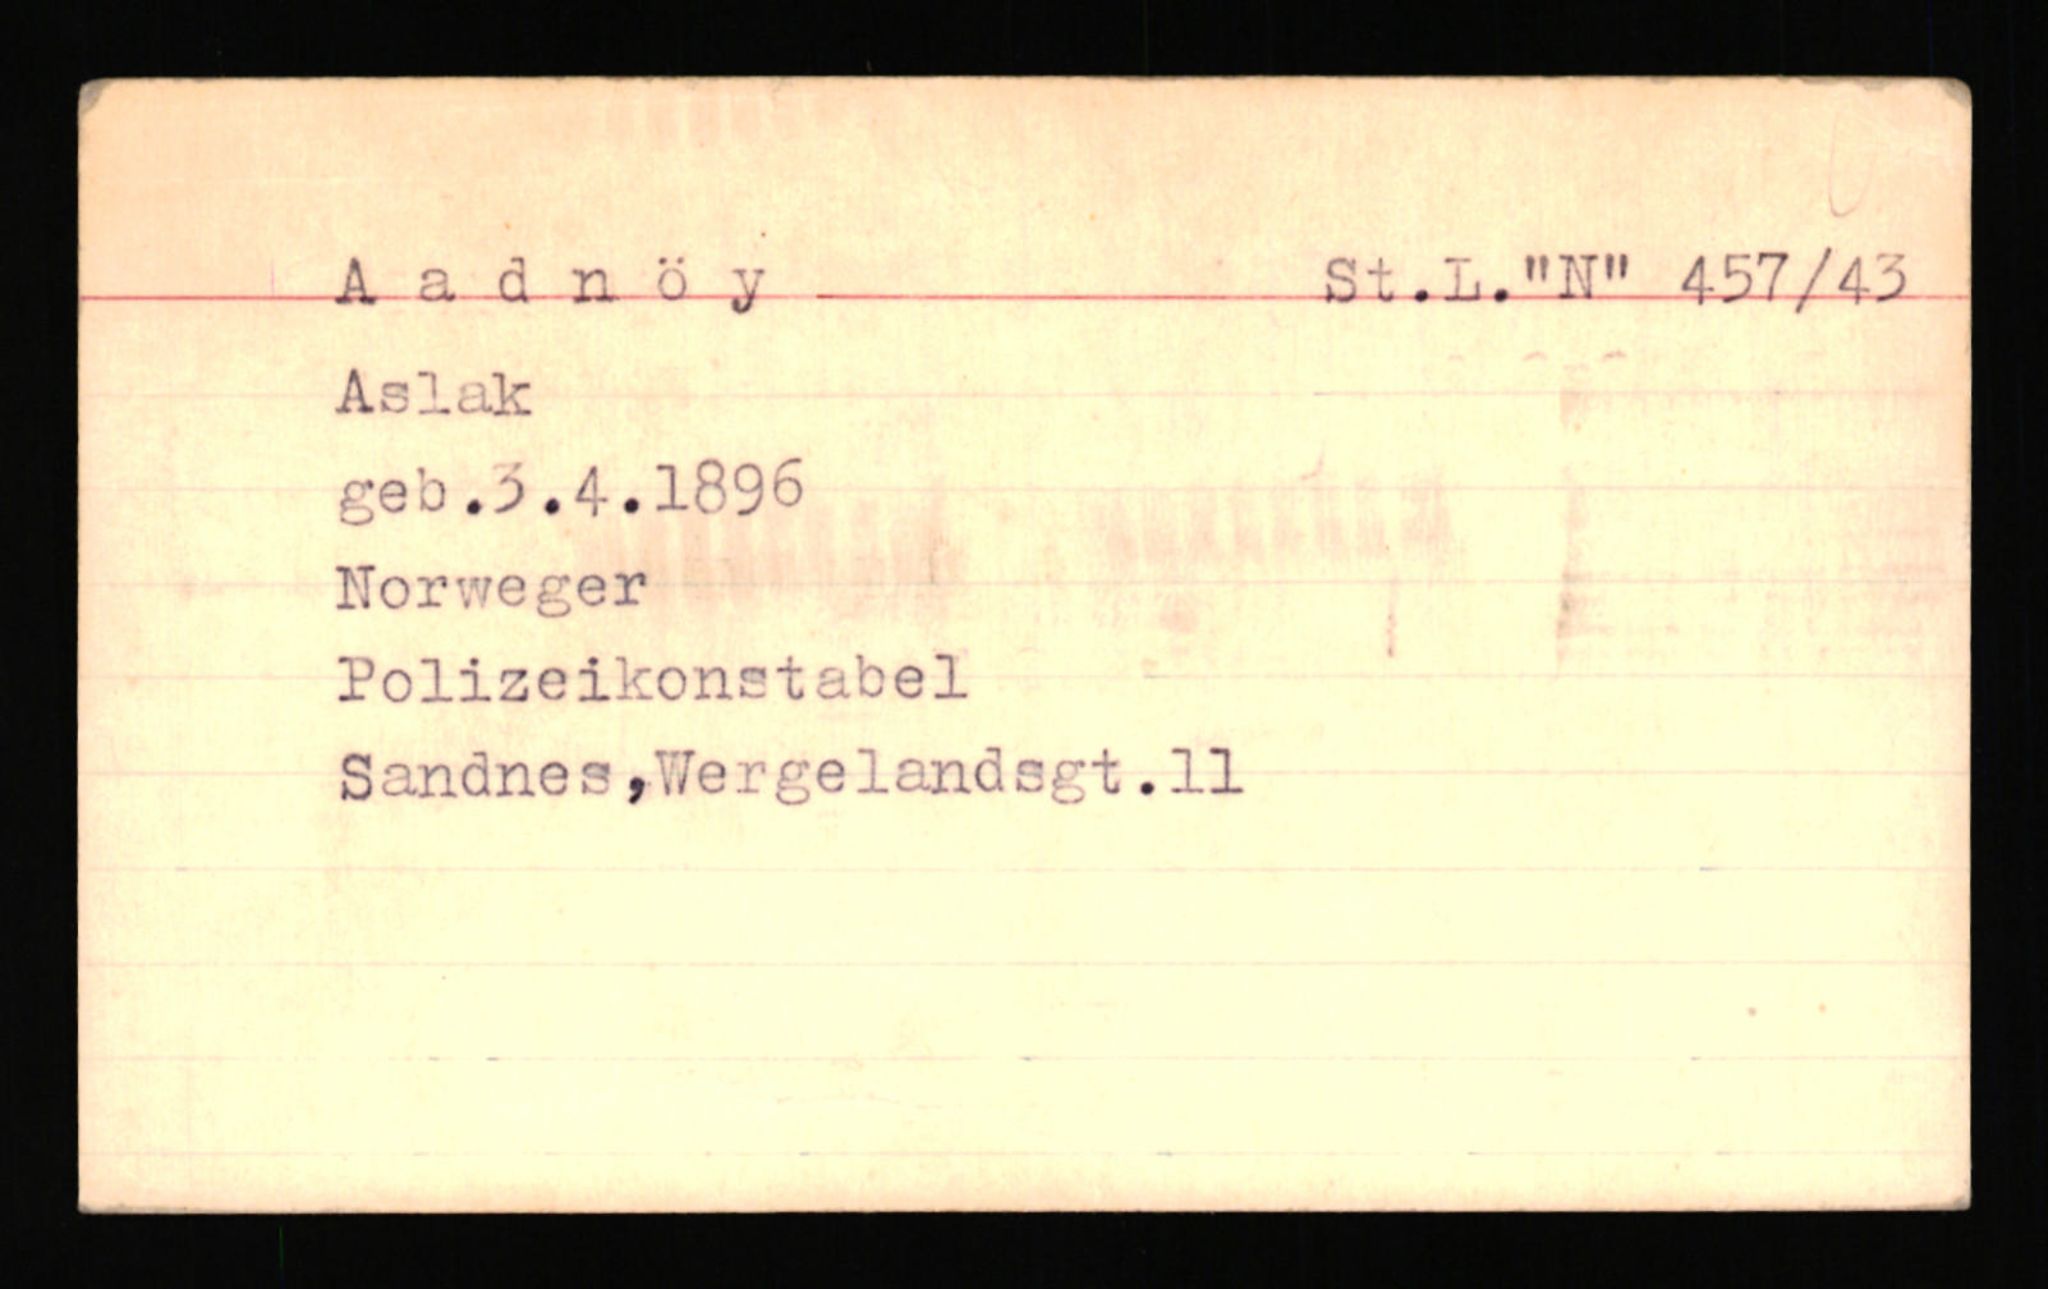 A a d n ö y St.L."N" 457/43
Aslak
geb.3.4.1896
Norweger
Polizeikonstabel
Sandnes,Wergelandsgt.11